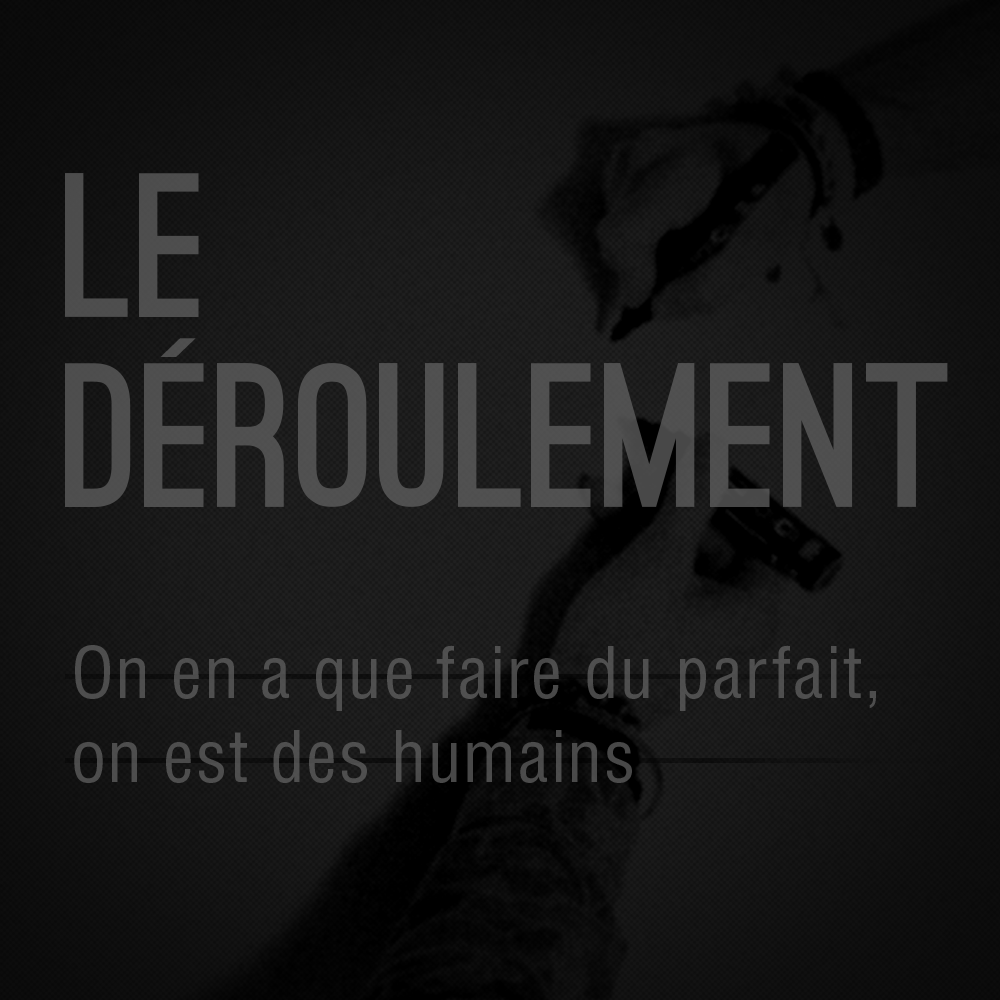 LE
DÉROULEMENT
On en a que faire du parfait,
on est des humains